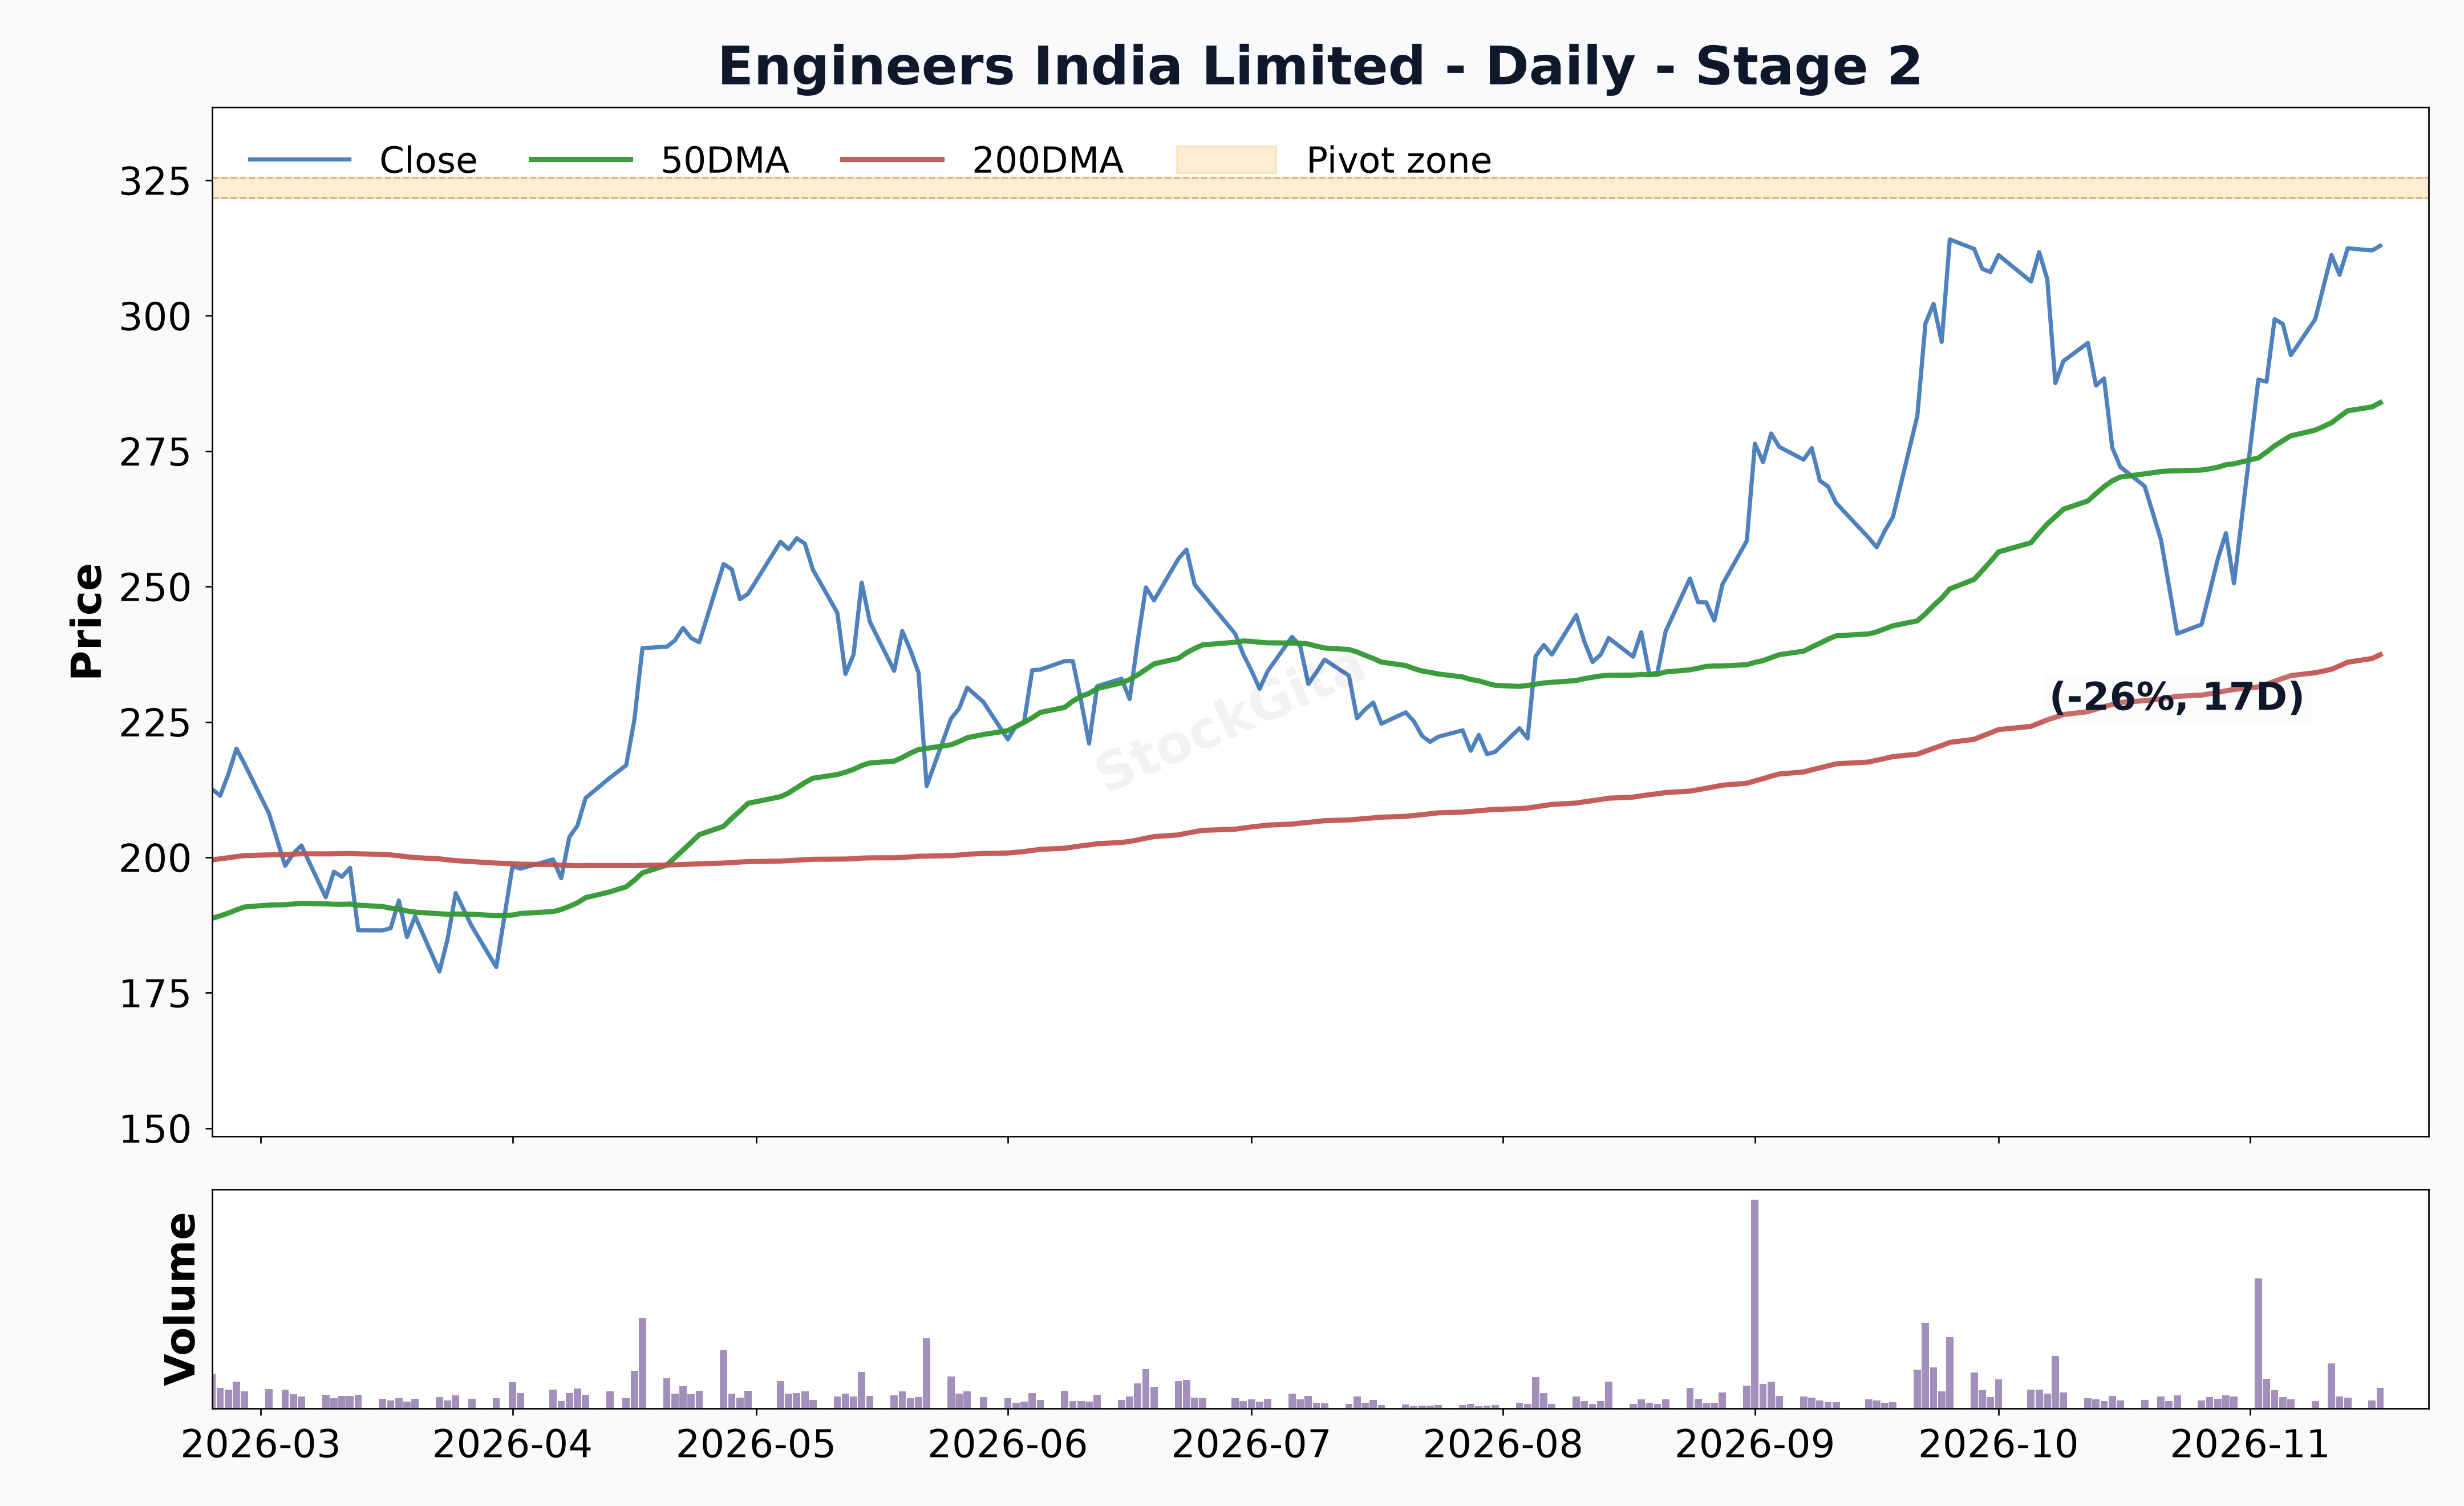 Engineers India Limited - Daily - Stage 2
Close 50DMA 200DMA Pivot zone
Price
325
300
275
250
225
200
175
150
(-26%, 17D)
StockGita
Volume
2026-03 2026-04 2026-05 2026-06 2026-07 2026-08 2026-09 2026-10 2026-11